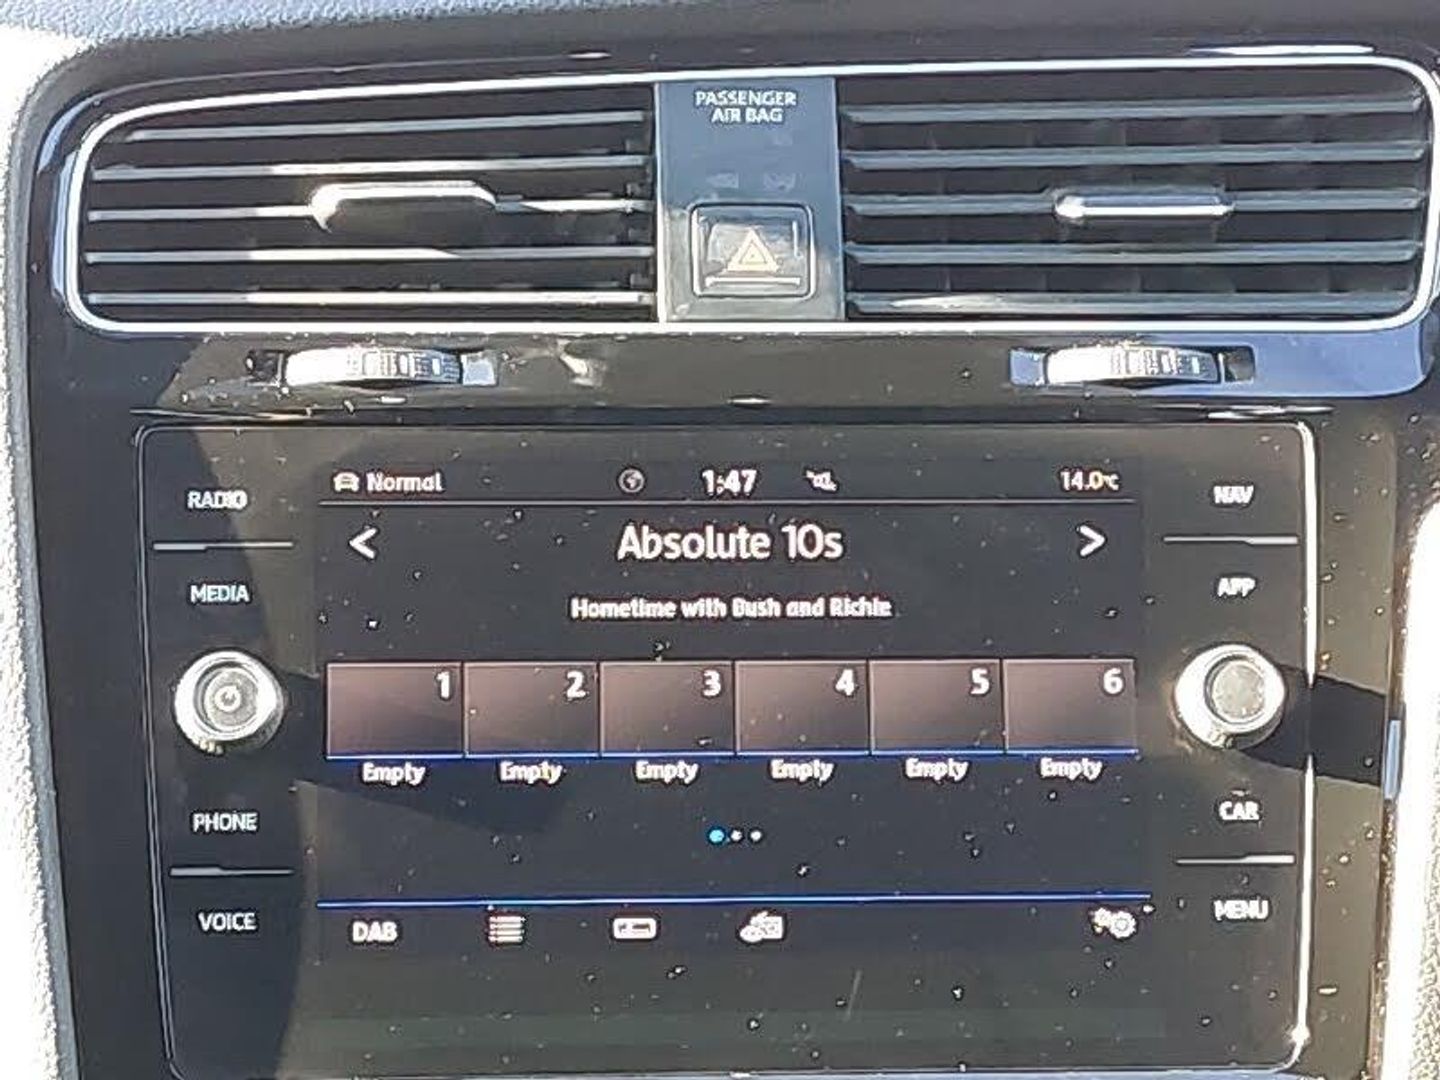 PASSENGER
AIR BAG
RADIO
MEDIA
PHONE
VOICE
Normal
1:47
14.0°C
< Absolute 10s >
Hometime with Bush and Richie
1 2 3 4 5 6
Empty Empty Empty Empty Empty Empty
DAB
NAV
APP
CAR
MENU